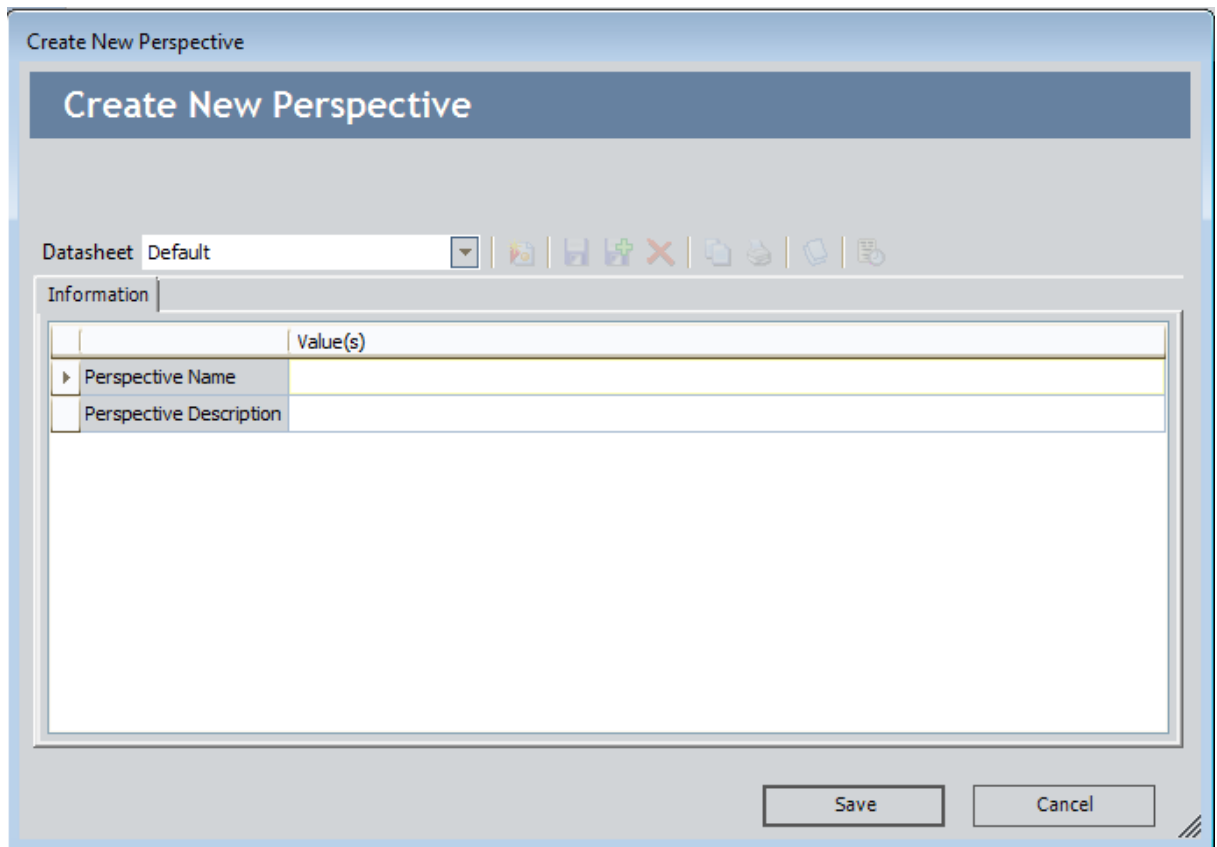 Create New Perspective
Create New Perspective
Datasheet Default
Information
Value(s)
Perspective Name
Perspective Description
Save Cancel